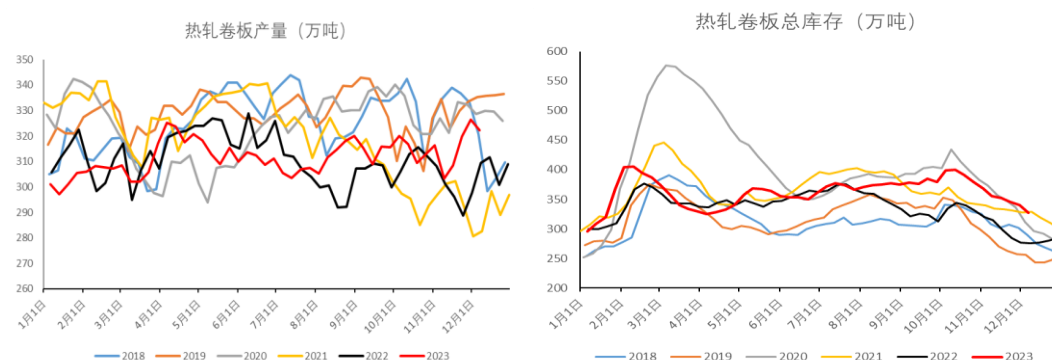 热轧卷板产量（万吨）
350
340
330
320
310
300
290
280
270
260
1月1日
2月1日
3月1日
4月1日
5月1日
6月1日
7月1日
8月1日
9月1日
10月1日
11月1日
12月1日
2018 2019 2020 2021 2022 2023
热轧卷板总库存（万吨）
600
550
500
450
400
350
300
250
200
1月1日
2月1日
3月1日
4月1日
5月1日
6月1日
7月1日
8月1日
9月1日
10月1日
11月1日
12月1日
2018 2019 2020 2021 2022 2023